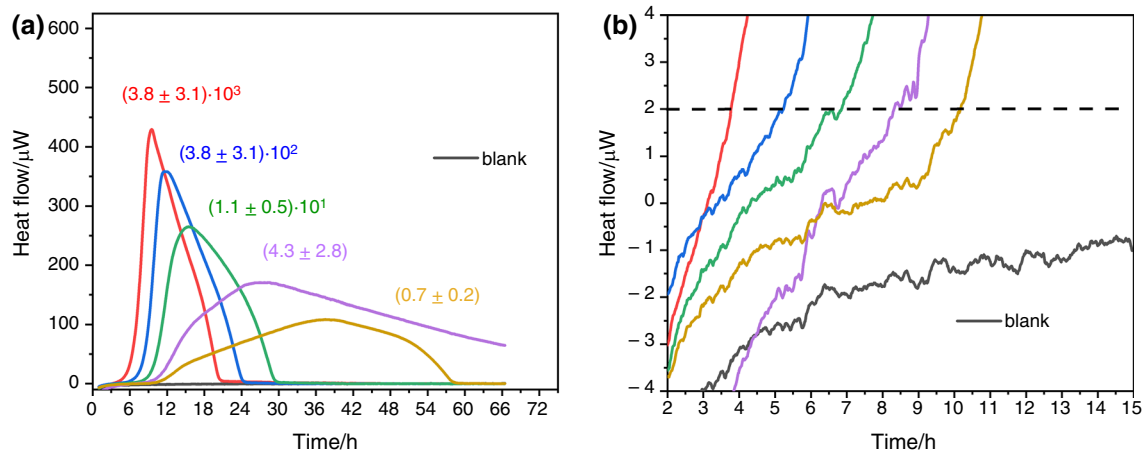 (a)
600
500
400
300
200
100
0
Heat flow/μW
(3.8 ± 3.1)·10³
(3.8 ± 3.1)·10²
(1.1 ± 0.5)·10¹
(4.3 ± 2.8)
(0.7 ± 0.2)
blank
0 6 12 18 24 30 36 42 48 54 60 66 72
Time/h
(b)
4
3
2
1
0
−1
−2
−3
−4
Heat flow/μW
blank
2 3 4 5 6 7 8 9 10 11 12 13 14 15
Time/h